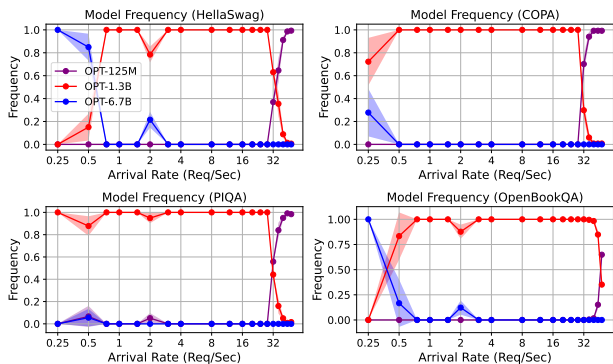 Model Frequency (HellaSwag)
Frequency
1.0
0.8
0.6
0.4
0.2
0.0
OPT-125M
OPT-1.3B
OPT-6.7B
0.25 0.5 1 2 4 8 16 32
Arrival Rate (Req/Sec)
Model Frequency (COPA)
Frequency
1.0
0.8
0.6
0.4
0.2
0.0
0.25 0.5 1 2 4 8 16 32
Arrival Rate (Req/Sec)
Model Frequency (PIQA)
Frequency
1.0
0.8
0.6
0.4
0.2
0.0
0.25 0.5 1 2 4 8 16 32
Arrival Rate (Req/Sec)
Model Frequency (OpenBookQA)
Frequency
1.00
0.75
0.50
0.25
0.00
0.25 0.5 1 2 4 8 16 32
Arrival Rate (Req/Sec)